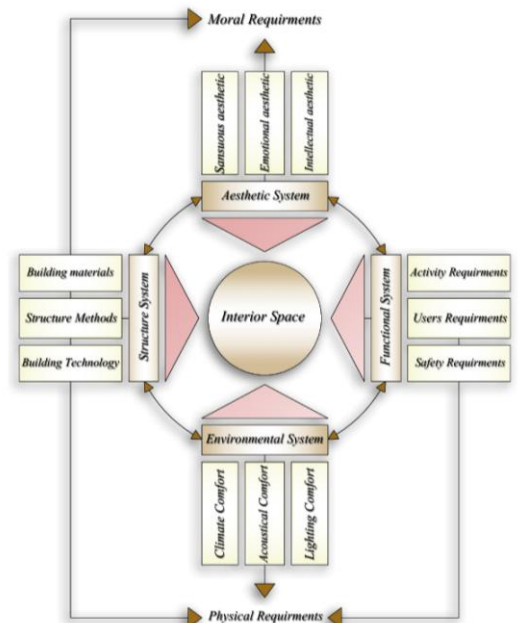 Moral Requirments
Sansuous aesthetic
Emotional aesthetic
Intellectual aesthetic
Aesthetic System
Building materials
Structure Methods
Building Technology
Structure System
Interior Space
Functional System
Activity Requirments
Users Requirments
Safety Requirments
Environmental System
Climate Comfort
Acoustical Comfort
Lighting Comfort
Physical Requirments